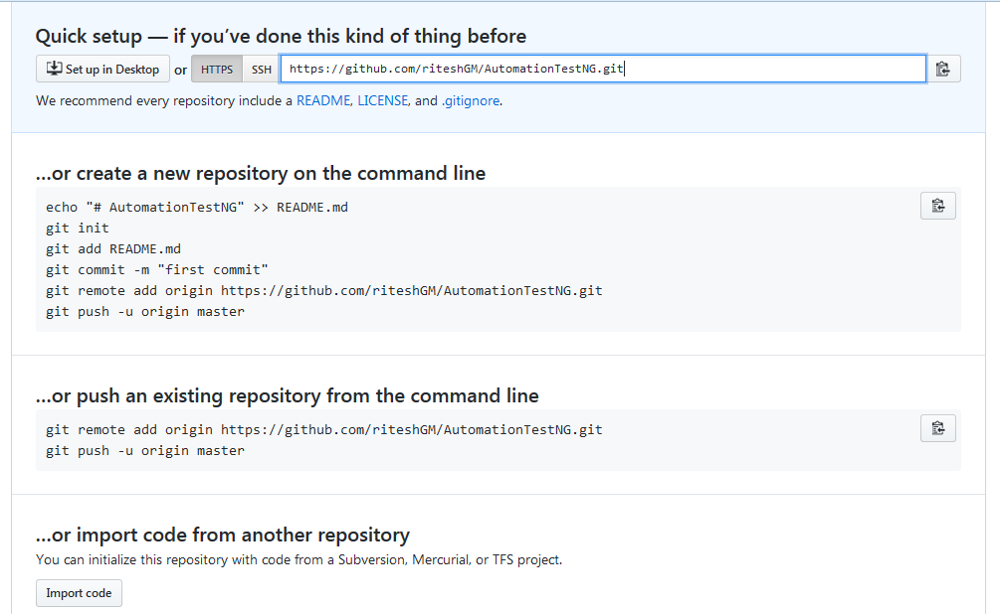 Quick setup — if you’ve done this kind of thing before
Set up in Desktop or HTTPS SSH https://github.com/riteshGM/AutomationTestNG.git
We recommend every repository include a README, LICENSE, and .gitignore.
…or create a new repository on the command line
echo "# AutomationTestNG" >> README.md
git init
git add README.md
git commit -m "first commit"
git remote add origin https://github.com/riteshGM/AutomationTestNG.git
git push -u origin master
…or push an existing repository from the command line
git remote add origin https://github.com/riteshGM/AutomationTestNG.git
git push -u origin master
…or import code from another repository
You can initialize this repository with code from a Subversion, Mercurial, or TFS project.
Import code